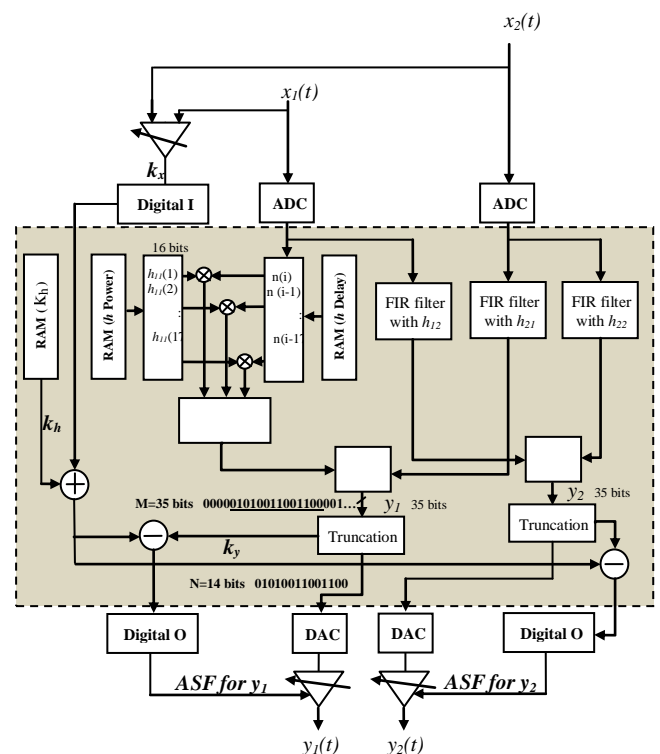 x2(t)
x1(t)
kx
Digital I
ADC
ADC
16 bits
RAM (Kh)
RAM (h Power)
h11(1)
h11(2)
:
h11(17
n(i)
n (i-1)
:
n(i-17
RAM (h Delay)
FIR filter
with h12
FIR filter
with h21
FIR filter
with h22
kh
M=35 bits 00000101001100110001…
y1 35 bits
y2 35 bits
Truncation
Truncation
ky
N=14 bits 01010011001100
Digital O
DAC
DAC
Digital O
ASF for y1
ASF for y2
y1(t)
y2(t)